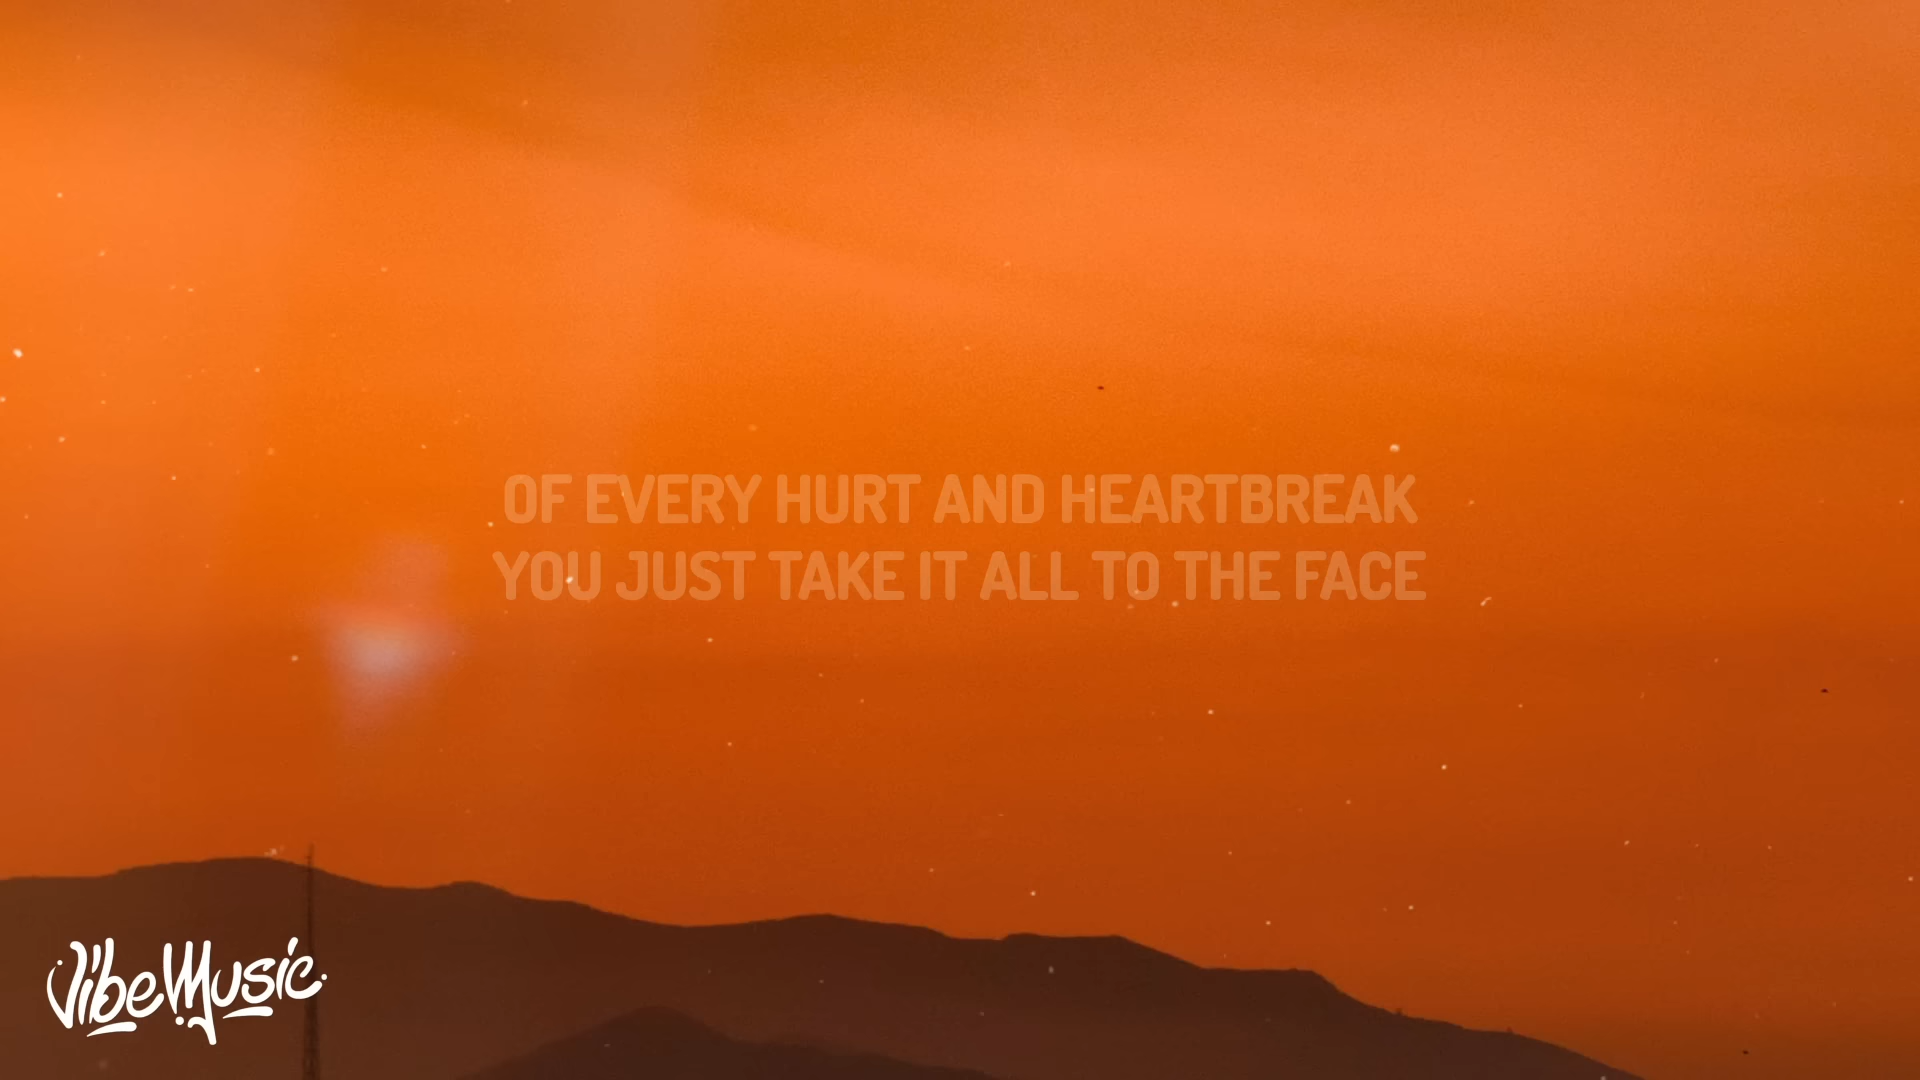 OF EVERY HURT AND HEARTBREAK
YOU JUST TAKE IT ALL TO THE FACE
VibeMusic